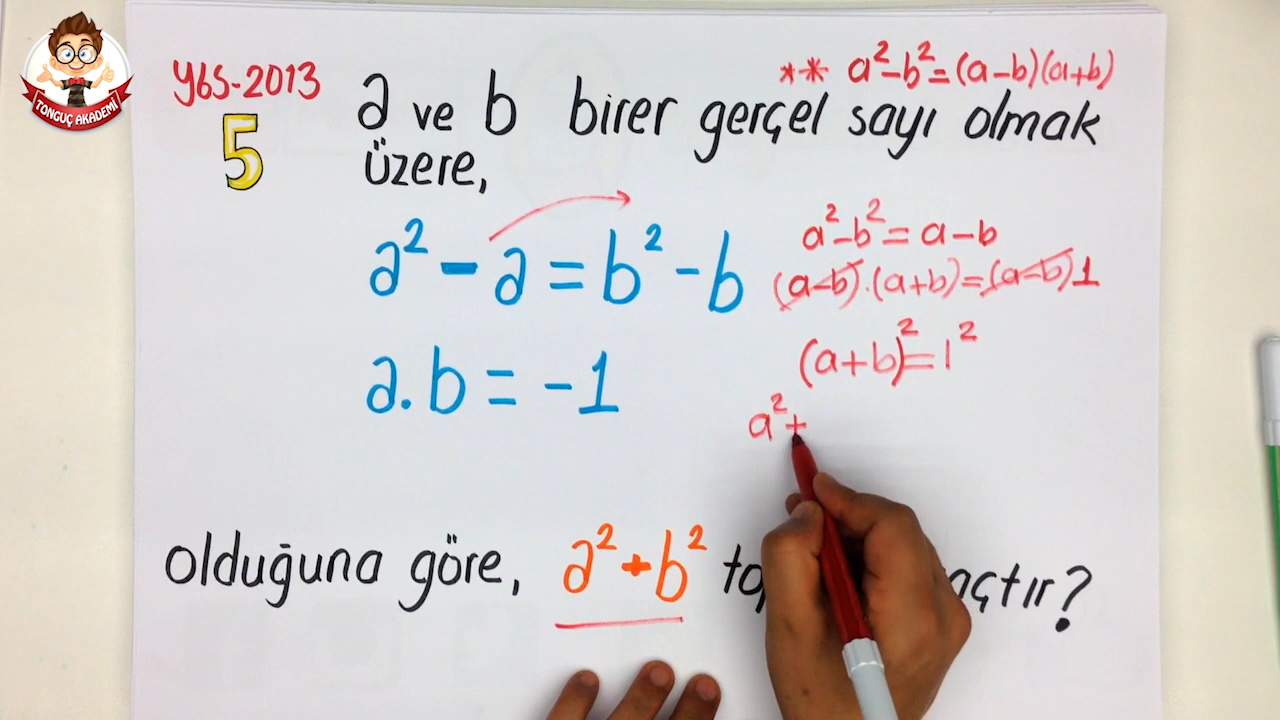 TONGUÇ AKADEMİ
YGS-2013
** a²-b²=(a-b)(a+b)
5
a ve b birer gerçel sayı olmak
üzere,
a² - a = b² - b
a²-b²=a-b
(a-b).(a+b)=(a-b)1
(a+b)²=1²
a.b = -1
a²+
olduğuna göre, a²+b²